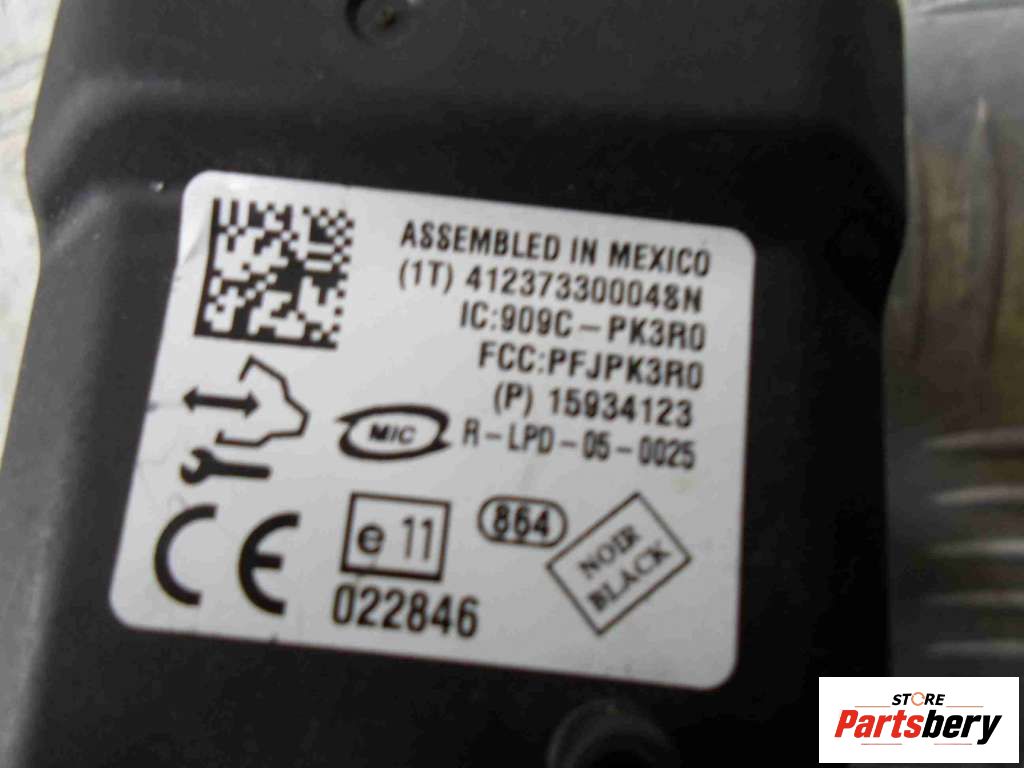 ASSEMBLED IN MEXICO
(1T) 412373300048N
IC:909C-PK3R0
FCC:PFJPK3R0
(P) 15934123
MIC R-LPD-05-0025
CE
e 11
864
NOIR
BLACK
022846
STORE
Partsbery